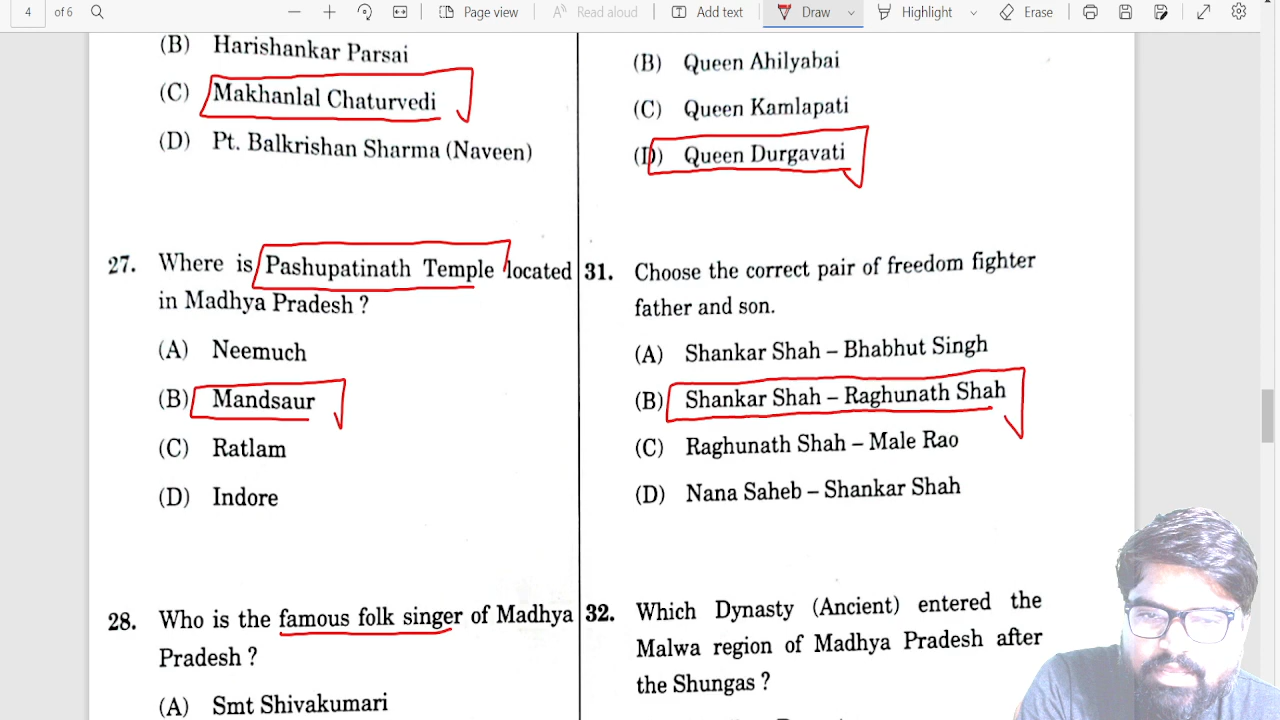 4 of 6 Page view Read aloud Add text Draw Highlight Erase
(B) Harishankar Parsai
(C) Makhanlal Chaturvedi
(D) Pt. Balkrishan Sharma (Naveen)
27. Where is Pashupatinath Temple located
in Madhya Pradesh ?
(A) Neemuch
(B) Mandsaur
(C) Ratlam
(D) Indore
28. Who is the famous folk singer of Madhya
Pradesh ?
(A) Smt Shivakumari
(B) Queen Ahilyabai
(C) Queen Kamlapati
(D) Queen Durgavati
31. Choose the correct pair of freedom fighter
father and son.
(A) Shankar Shah – Bhabhut Singh
(B) Shankar Shah – Raghunath Shah
(C) Raghunath Shah – Male Rao
(D) Nana Saheb – Shankar Shah
32. Which Dynasty (Ancient) entered the
Malwa region of Madhya Pradesh after
the Shungas ?